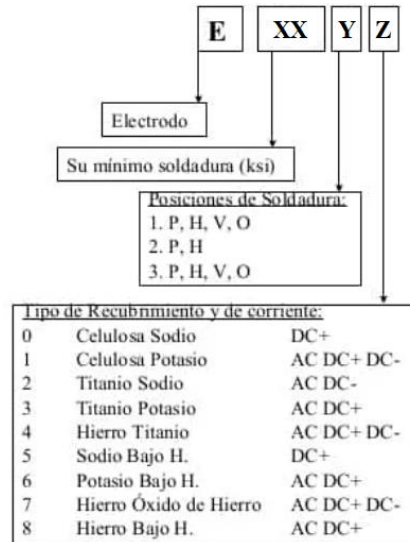 E XX Y Z
Electrodo
Su mínimo soldadura (ksi)
Posiciones de Soldadura:
1. P, H, V, O
2. P, H
3. P, H, V, O
Tipo de Recubrimiento y de corriente:
0 Celulosa Sodio DC+
1 Celulosa Potasio AC DC+ DC-
2 Titanio Sodio AC DC-
3 Titanio Potasio AC DC+
4 Hierro Titanio AC DC+ DC-
5 Sodio Bajo H. DC+
6 Potasio Bajo H. AC DC+
7 Hierro Óxido de Hierro AC DC+ DC-
8 Hierro Bajo H. AC DC+